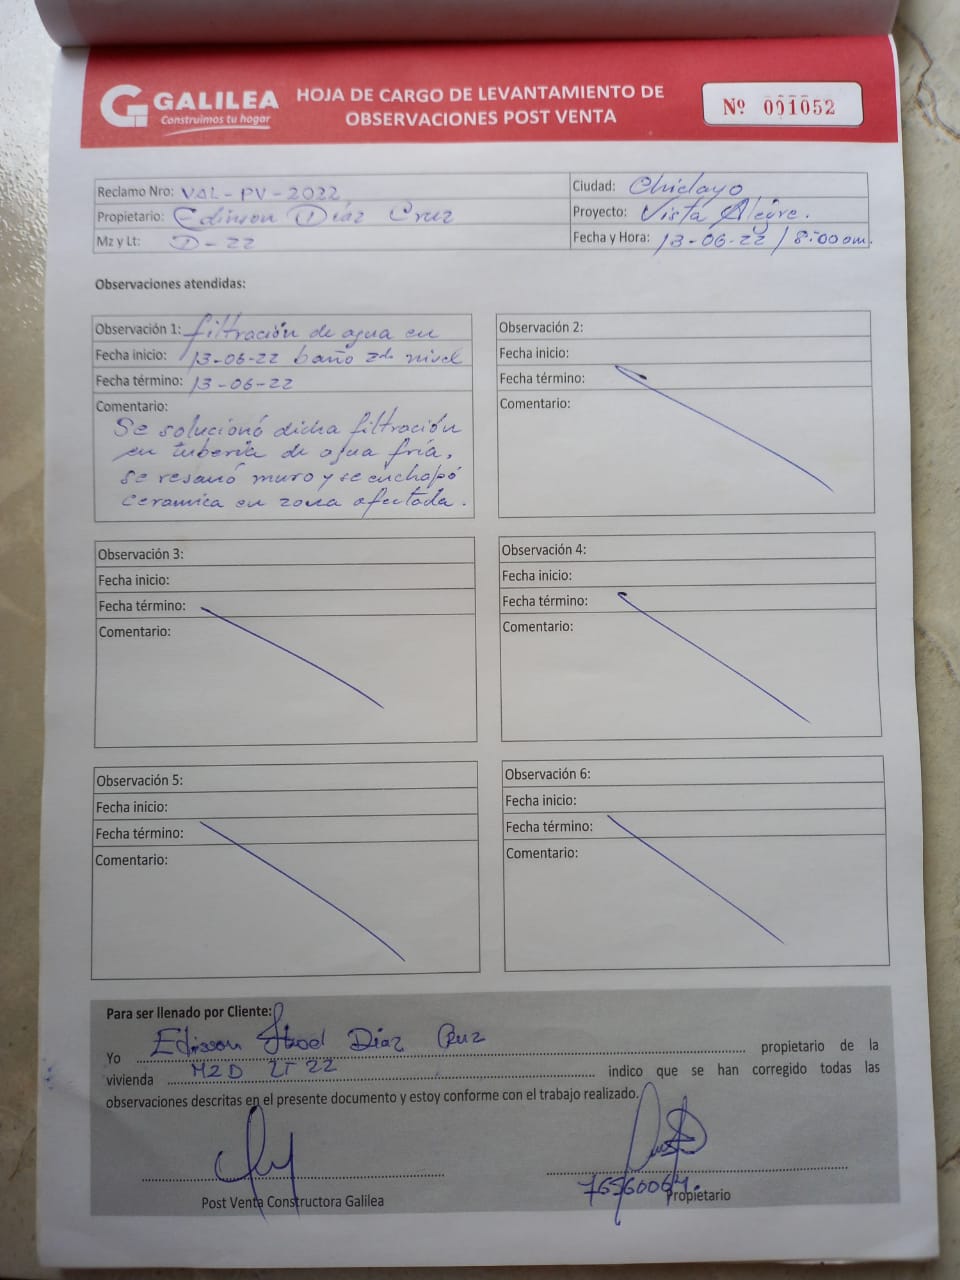 GALILEA
Construimos tu hogar
HOJA DE CARGO DE LEVANTAMIENTO DE
OBSERVACIONES POST VENTA
Nº 001052
Reclamo Nro: VAL-PV-2022
Ciudad: Chiclayo
Propietario: Edinson Díaz Cruz
Proyecto: Vista Alegre.
Mz y Lt: D-22
Fecha y Hora: 13-06-22 / 8:00am.
Observaciones atendidas:
Observación 1: filtración de agua en
Fecha inicio: 13-06-22 baño 2do nivel
Fecha término: 13-06-22
Comentario:
Se solucionó dicha filtración
en tubería de agua fría,
se resanó muro y se enchapó
ceramica en zona afectada.
Observación 2:
Fecha inicio:
Fecha término:
Comentario:
Observación 3:
Fecha inicio:
Fecha término:
Comentario:
Observación 4:
Fecha inicio:
Fecha término:
Comentario:
Observación 5:
Fecha inicio:
Fecha término:
Comentario:
Observación 6:
Fecha inicio:
Fecha término:
Comentario:
Para ser llenado por Cliente:
Yo Edisson Diaz Cruz propietario de la
vivienda MZ D LT 22 indico que se han corregido todas las
observaciones descritas en el presente documento y estoy conforme con el trabajo realizado.
76560064.
Post Venta Constructora Galilea
Propietario